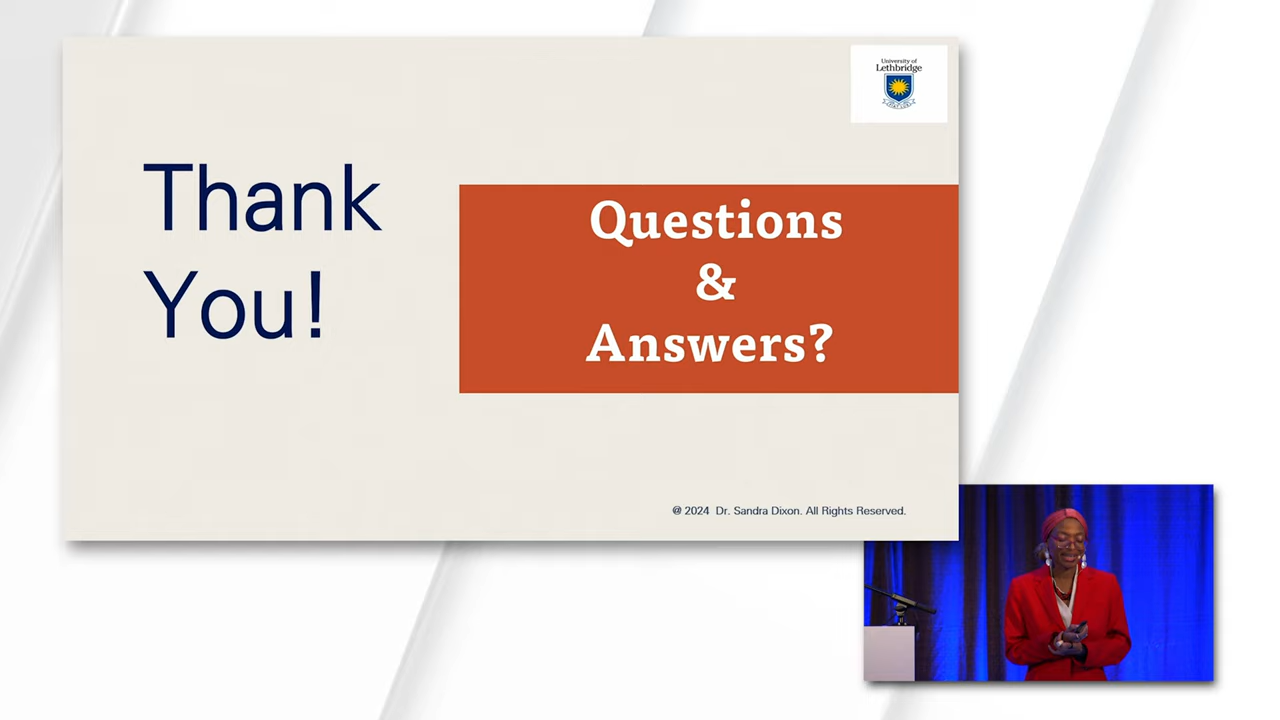 University of
Lethbridge
Thank
You!
Questions
&
Answers?
@ 2024 Dr. Sandra Dixon. All Rights Reserved.